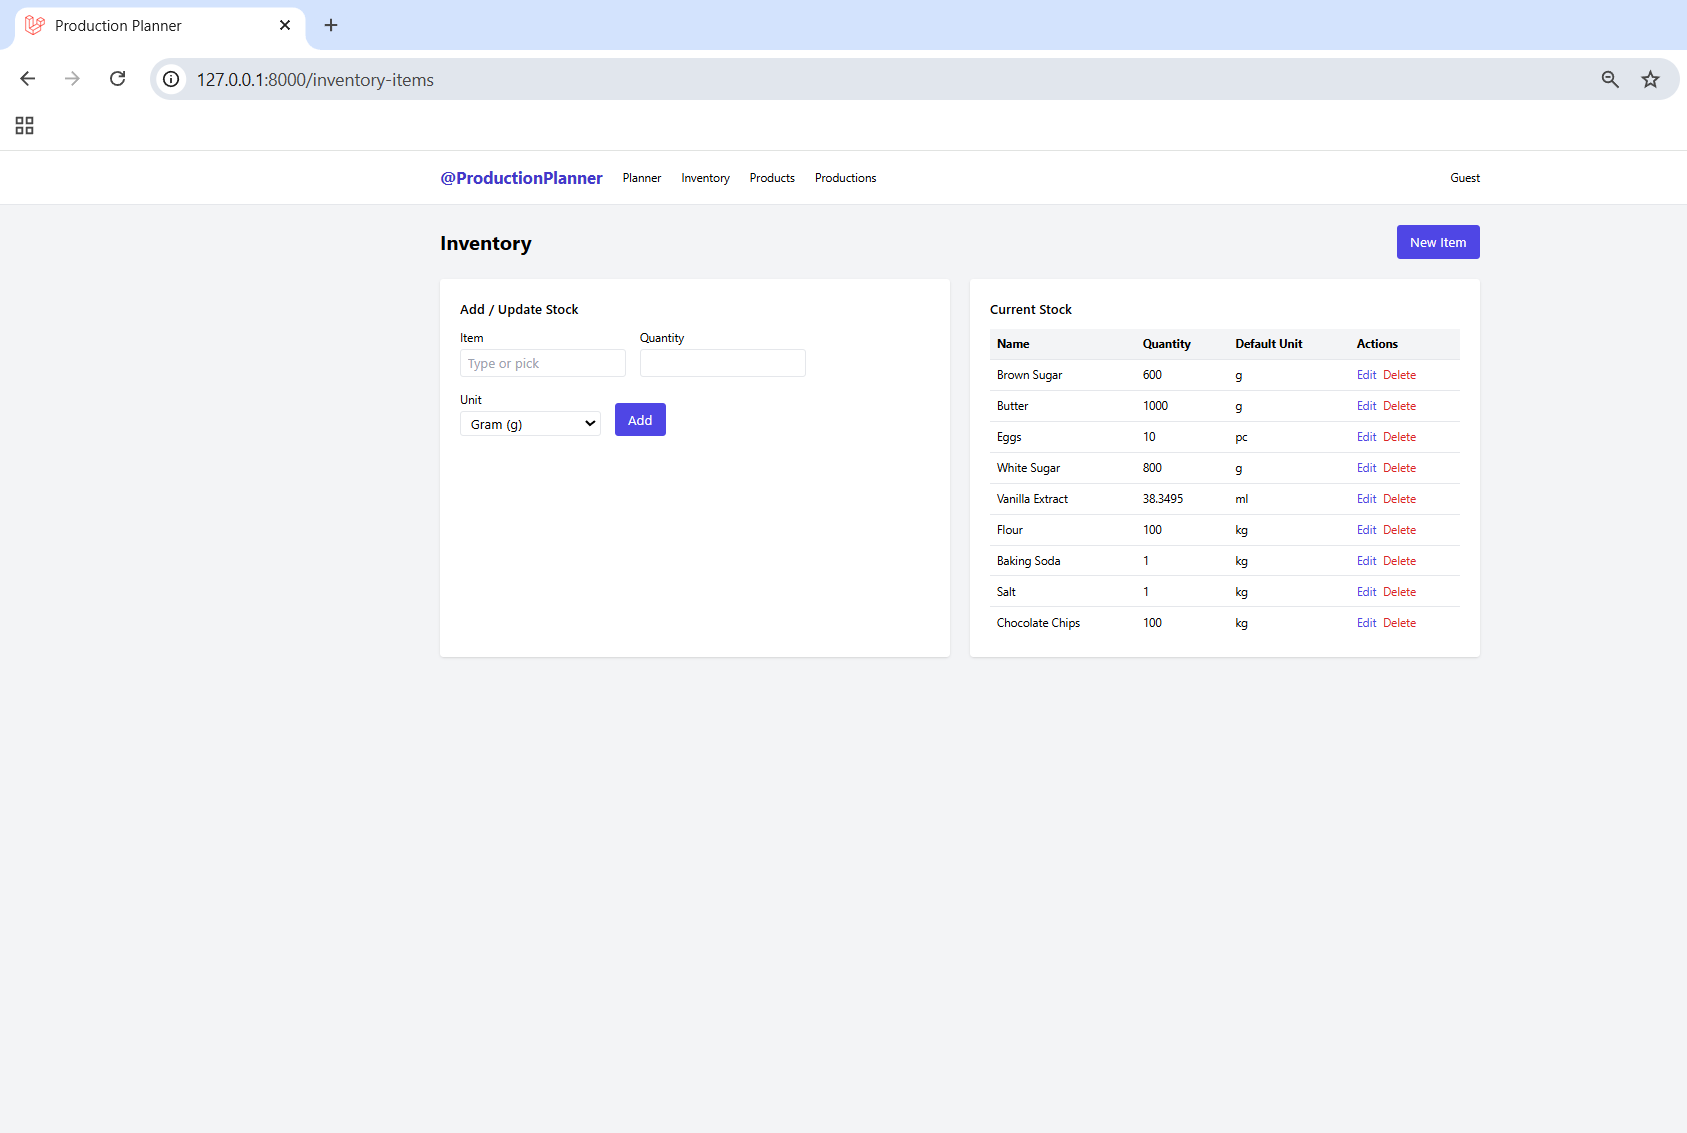 Production Planner
127.0.0.1:8000/inventory-items
@ProductionPlanner Planner Inventory Products Productions Guest
Inventory New Item
Add / Update Stock
Item Quantity
Type or pick
Unit
Gram (g) Add
Current Stock
Name Quantity Default Unit Actions
Brown Sugar 600 g Edit Delete
Butter 1000 g Edit Delete
Eggs 10 pc Edit Delete
White Sugar 800 g Edit Delete
Vanilla Extract 38.3495 ml Edit Delete
Flour 100 kg Edit Delete
Baking Soda 1 kg Edit Delete
Salt 1 kg Edit Delete
Chocolate Chips 100 kg Edit Delete